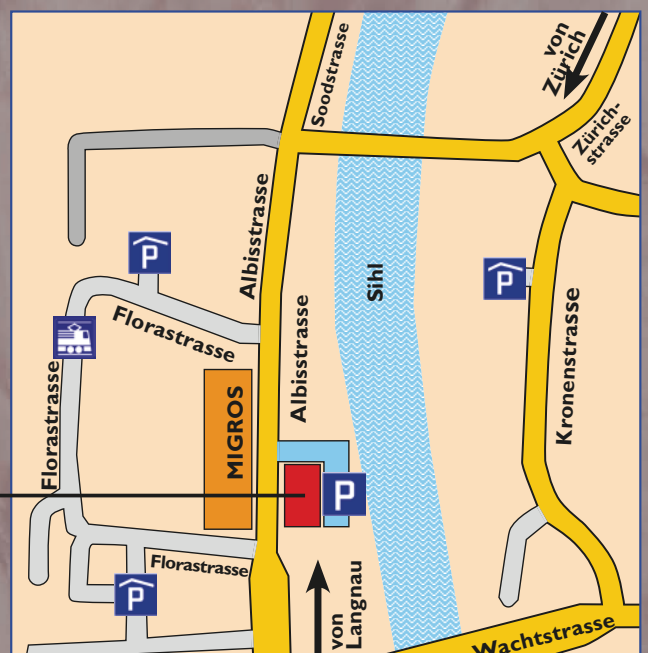 Soodstrasse
von
Zürich
Zürich-
strasse
Albisstrasse
P
Sihl
P
Florastrasse
Albisstrasse
Kronenstrasse
Florastrasse
MIGROS
P
Florastrasse
P
von
Langnau
Wachtstrasse